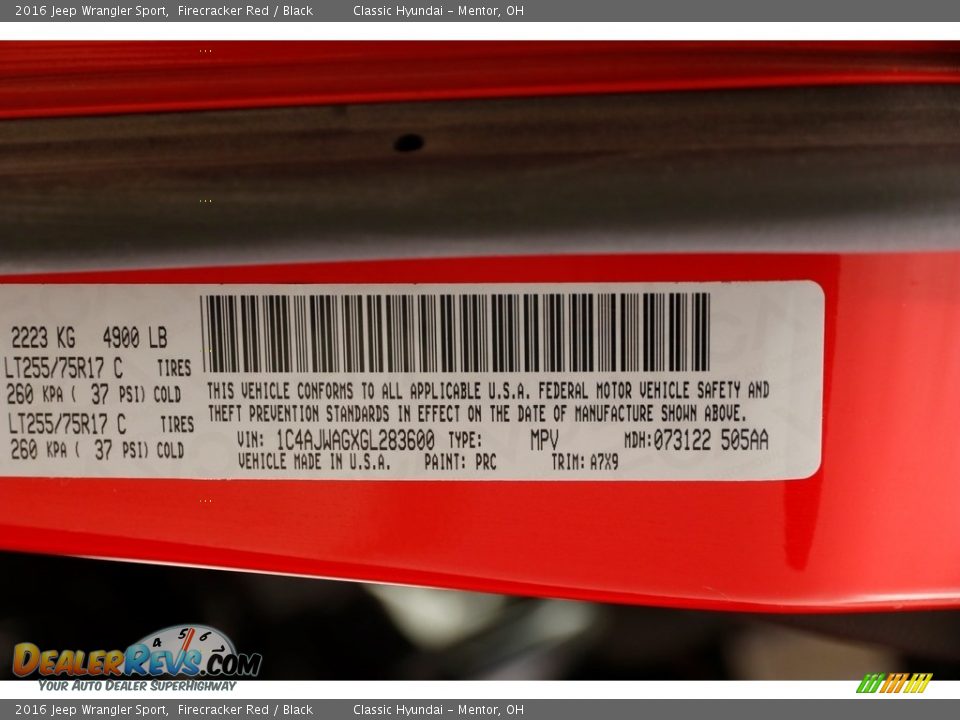 2016 Jeep Wrangler Sport, Firecracker Red / Black Classic Hyundai - Mentor, OH
2223 KG 4900 LB
LT255/75R17 C TIRES
260 KPA ( 37 PSI) COLD
LT255/75R17 C TIRES
260 KPA ( 37 PSI) COLD
THIS VEHICLE CONFORMS TO ALL APPLICABLE U.S.A. FEDERAL MOTOR VEHICLE SAFETY AND
THEFT PREVENTION STANDARDS IN EFFECT ON THE DATE OF MANUFACTURE SHOWN ABOVE.
VIN: 1C4AJWAGXGL283600 TYPE: MPV MDH:073122 505AA
VEHICLE MADE IN U.S.A. PAINT: PRC TRIM: A7X9
4 5 6
DEALERREVS.COM
YOUR AUTO DEALER SUPERHIGHWAY
2016 Jeep Wrangler Sport, Firecracker Red / Black Classic Hyundai - Mentor, OH